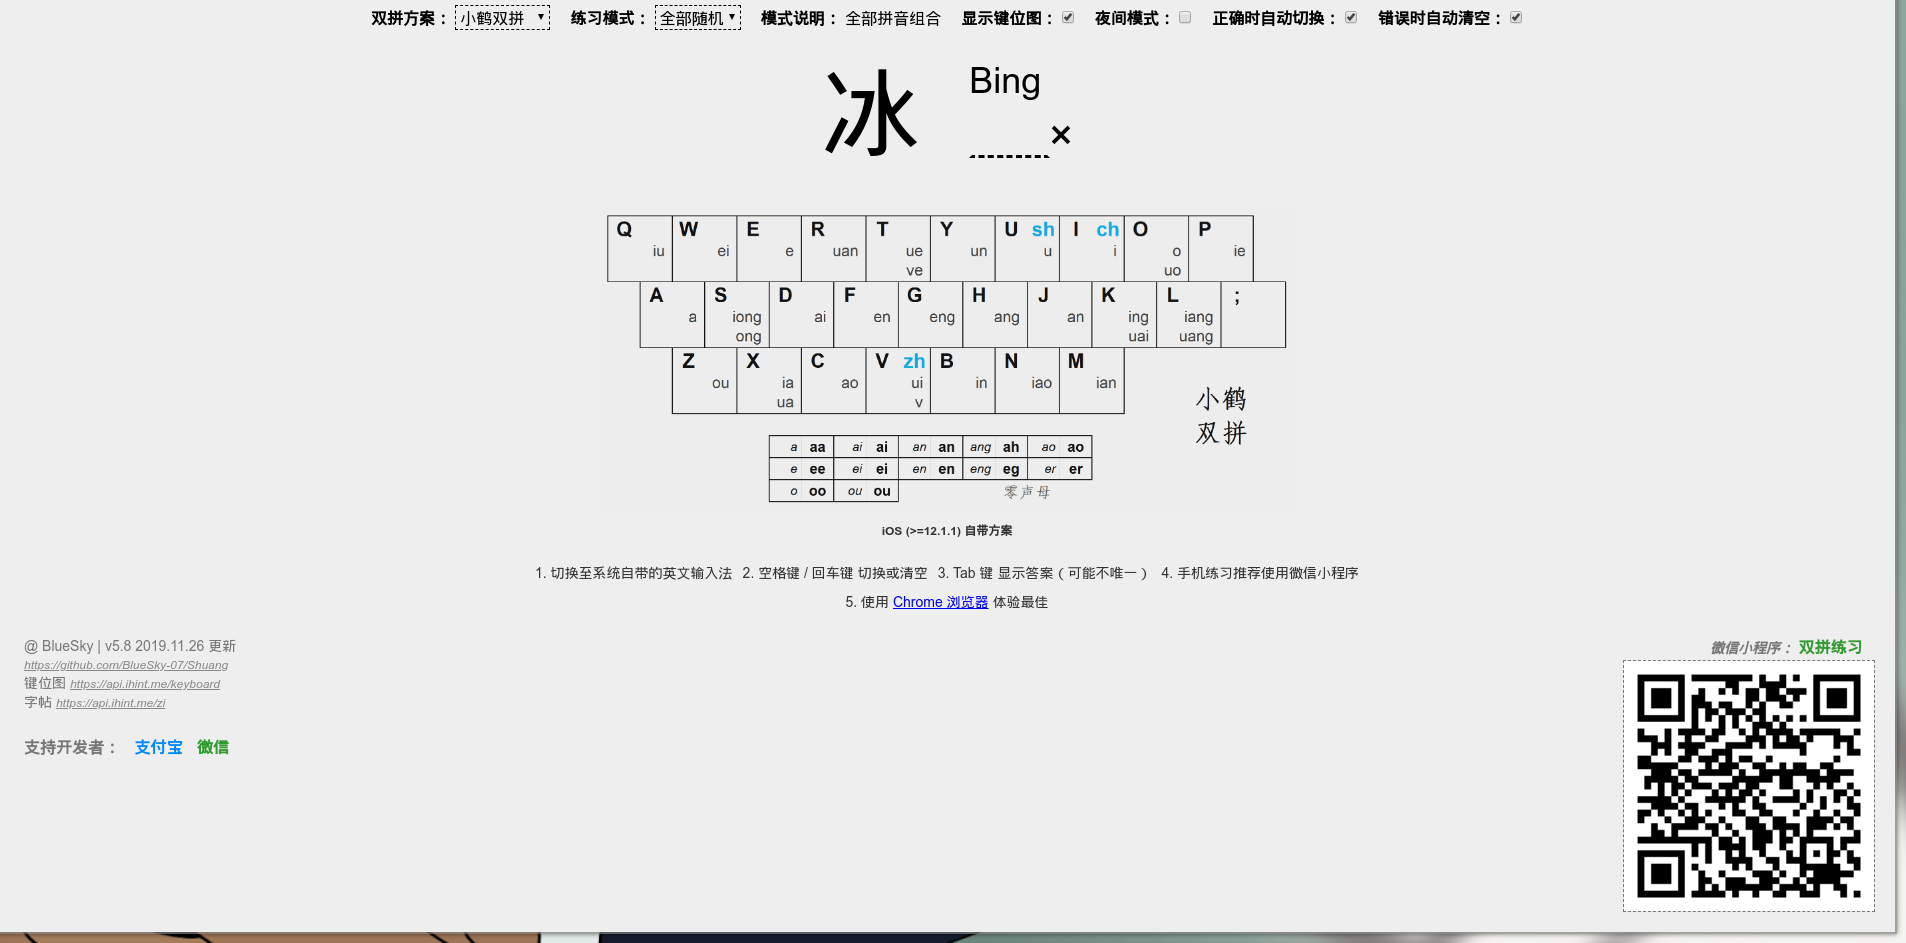 双拼方案： 小鹤双拼 练习模式： 全部随机 模式说明： 全部拼音组合 显示键位图： 夜间模式： 正确时自动切换： 错误时自动清空：
冰 Bing
×
Q W E R T Y U sh I ch O P
iu ei e ruan ue un u i o ie
ve uo
A S D F G H J K L ;
a iong ai en eng ang an ing iang
ong uai uang
Z X C V zh B N M
ou ia ao ui in iao ian
ua v
小鹤
双拼
a aa ai ai an an ang ah ao ao
e ee ei ei en en eng eg er er
o oo ou ou 零声母
iOS (>=12.1.1) 自带方案
1. 切换至系统自带的英文输入法 2. 空格键 / 回车键 切换或清空 3. Tab 键 显示答案（可能不唯一） 4. 手机练习推荐使用微信小程序
5. 使用 Chrome 浏览器 体验最佳
@ BlueSky | v5.8 2019.11.26 更新
https://github.com/BlueSky-07/Shuang
键位图 https://api.ihint.me/keyboard
字帖 https://api.ihint.me/zi
支持开发者： 支付宝 微信
微信小程序： 双拼练习